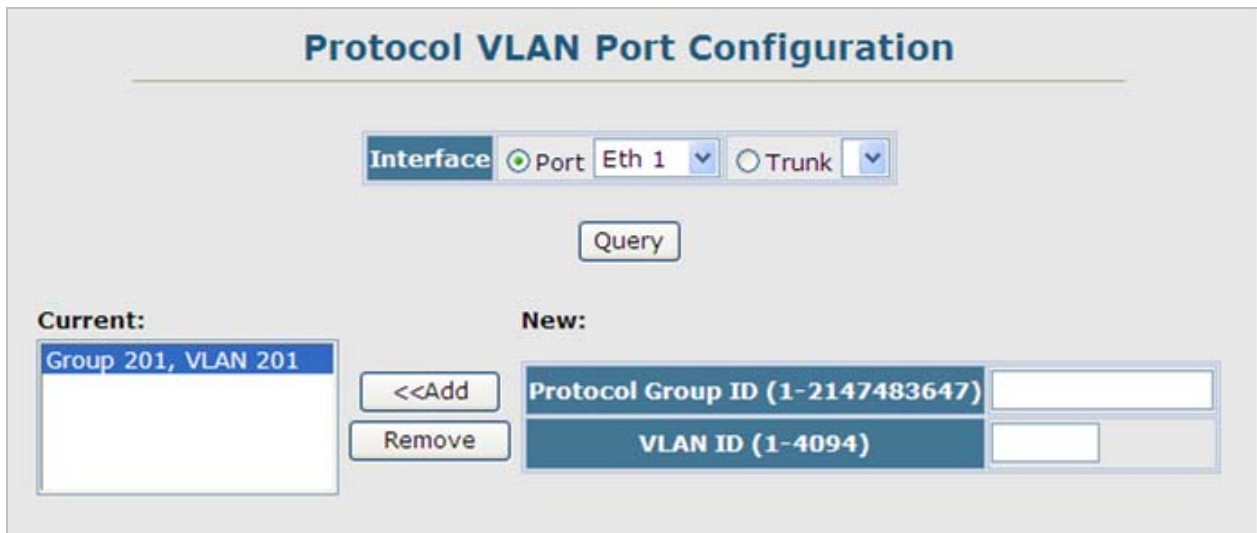 Protocol VLAN Port Configuration
Interface Port Eth 1 Trunk
Query
Current: New:
Group 201, VLAN 201
<<Add Protocol Group ID (1-2147483647)
Remove VLAN ID (1-4094)